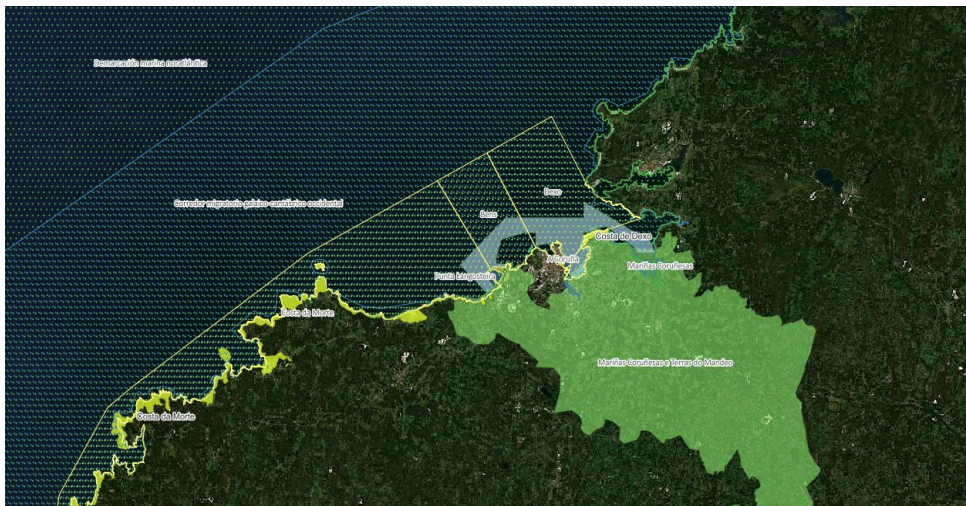 Demarcación marina noratlántica
Dexo
Corredor migratorio galaico-cantábrico occidental
Bens
Costa de Dexo
A Coruña
Mariñas Coruñesas
Punta Langosteira
Costa da Morte
Mariñas Coruñesas e Terras do Mandeo
Costa da Morte